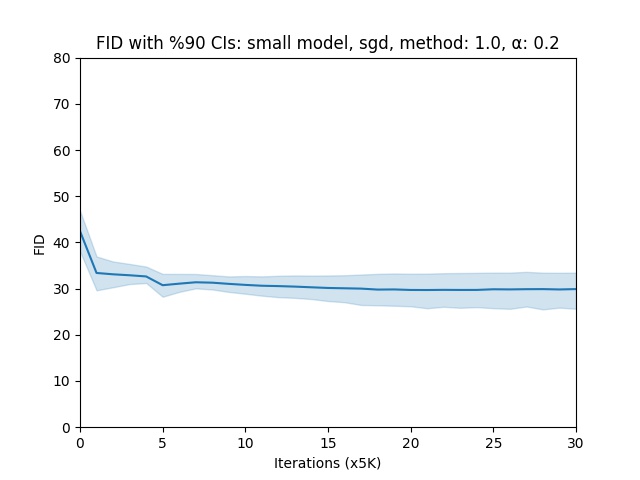 FID with %90 CIs: small model, sgd, method: 1.0, α: 0.2
80
70
60
50
40
30
20
10
0
FID
0 5 10 15 20 25 30
Iterations (x5K)